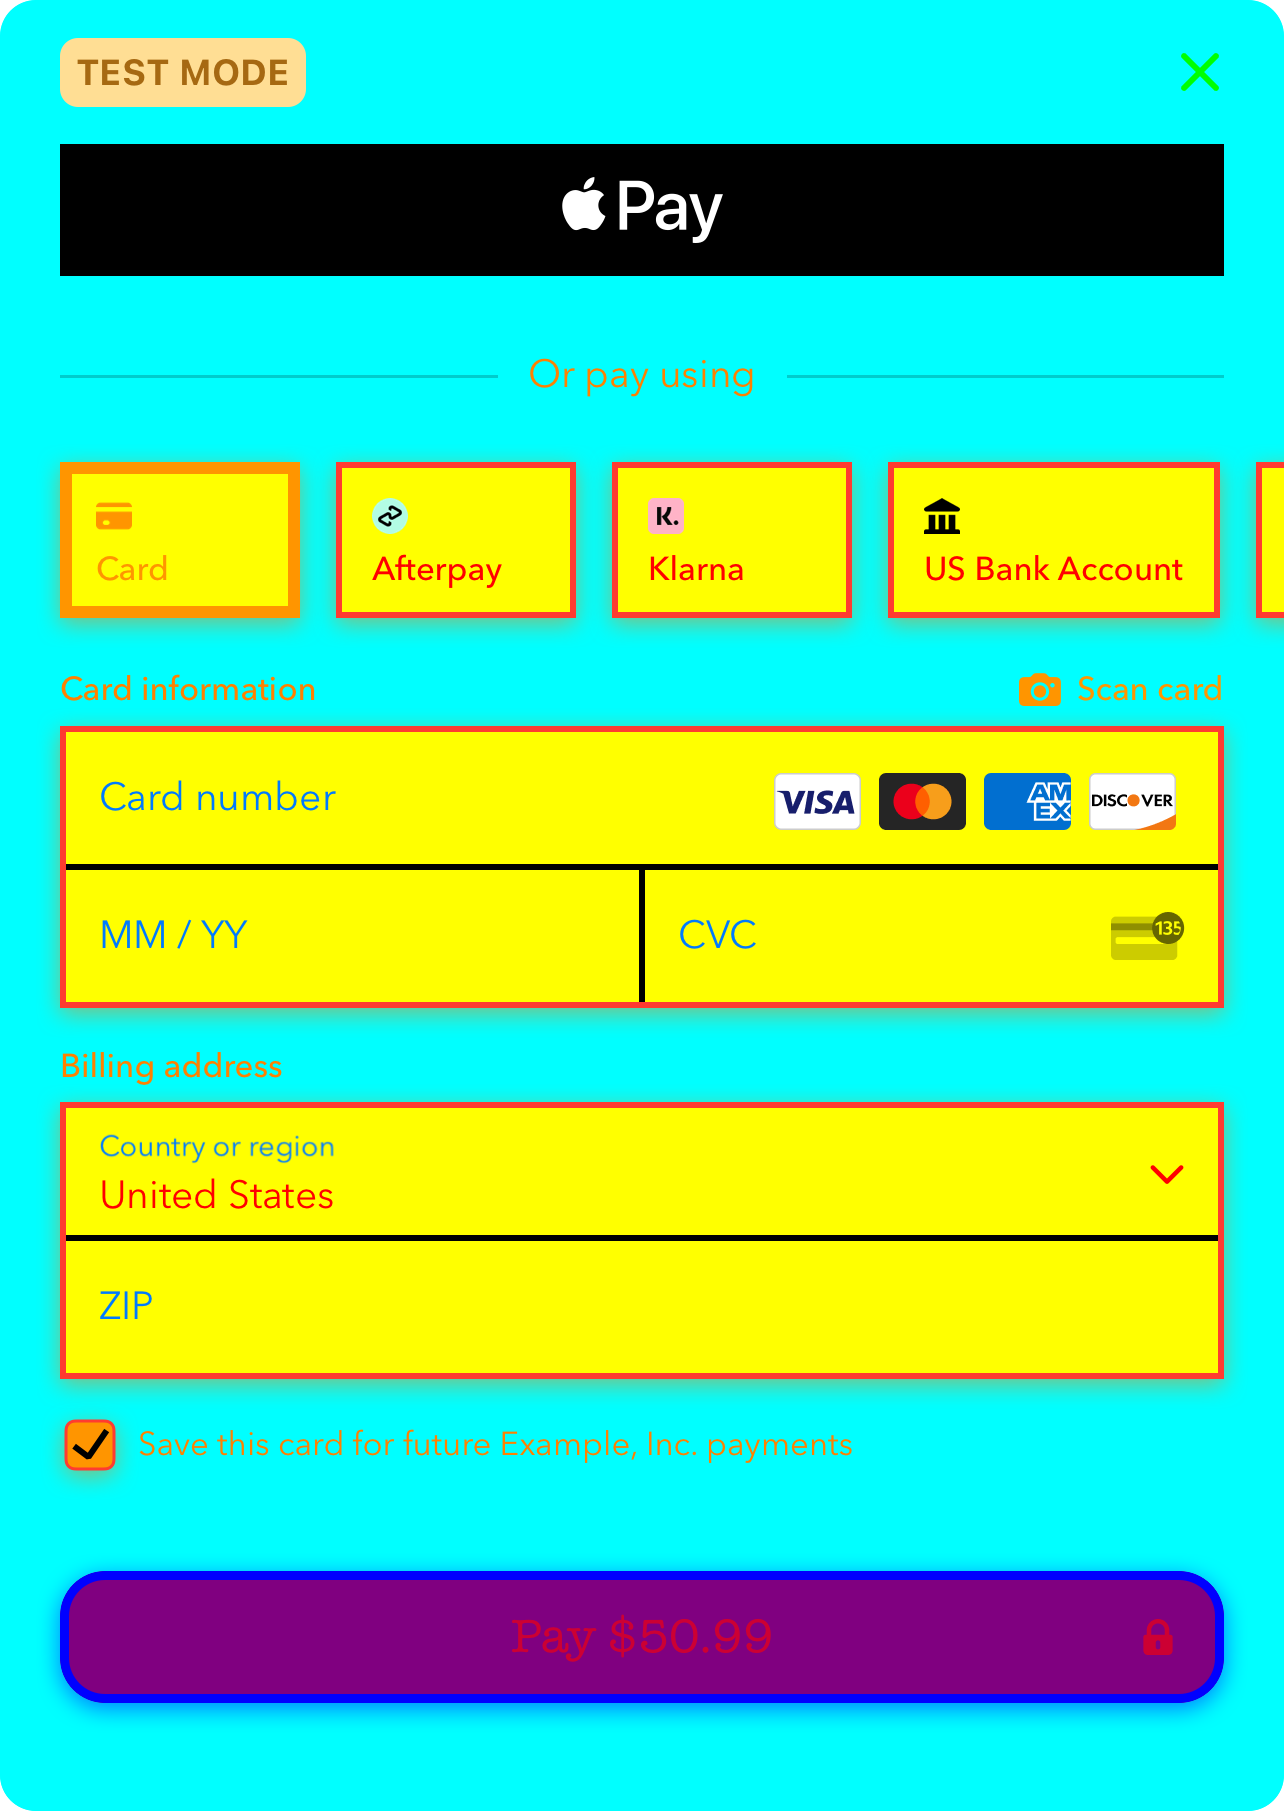 TEST MODE
Pay
Or pay using
Card
Afterpay
K.
Klarna
US Bank Account
Card information
Scan card
Card number
VISA
AM
EX
DISCOVER
MM / YY
CVC
135
Billing address
Country or region
United States
ZIP
Save this card for future Example, Inc. payments
Pay $50.99